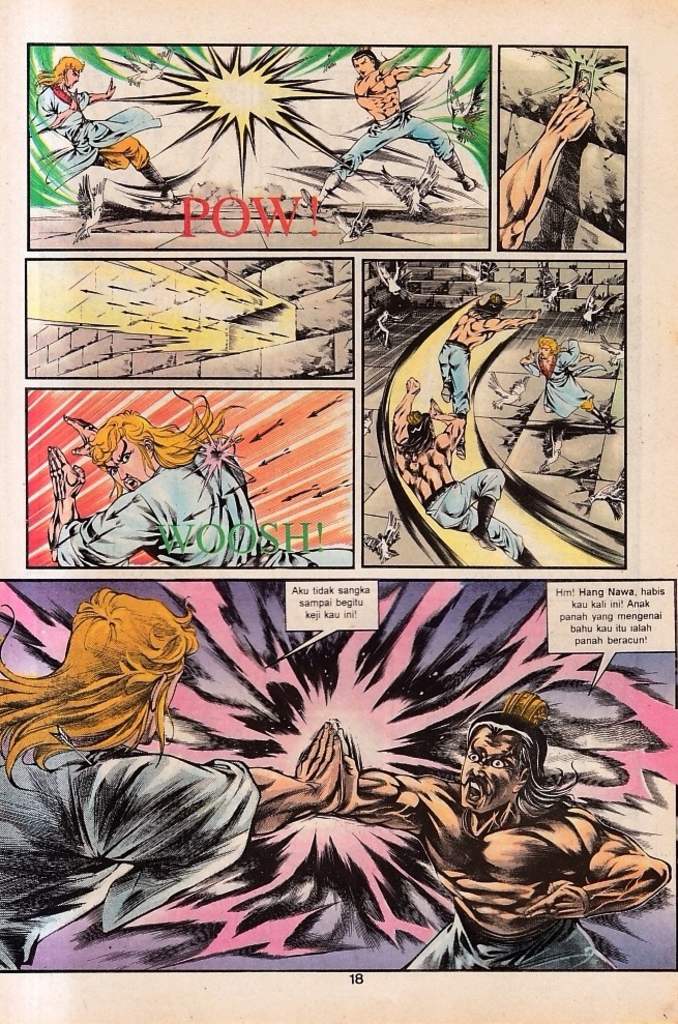 POW!
WOOSH!
Aku tidak sangka
sampai begitu
keji kau ini!
Hm! Hang Nawa, habis
kau kali ini! Anak
panah yang mengenai
bahu kau itu ialah
panah beracun!
18